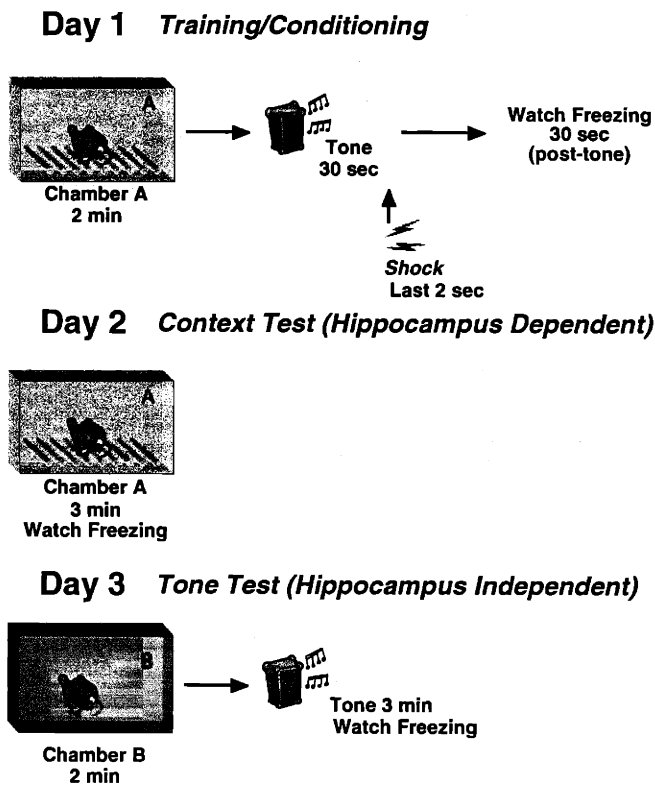 Day 1 Training/Conditioning
A
Chamber A
2 min
Tone
30 sec
Shock
Last 2 sec
Watch Freezing
30 sec
(post-tone)
Day 2 Context Test (Hippocampus Dependent)
A
Chamber A
3 min
Watch Freezing
Day 3 Tone Test (Hippocampus Independent)
B
Chamber B
2 min
Tone 3 min
Watch Freezing